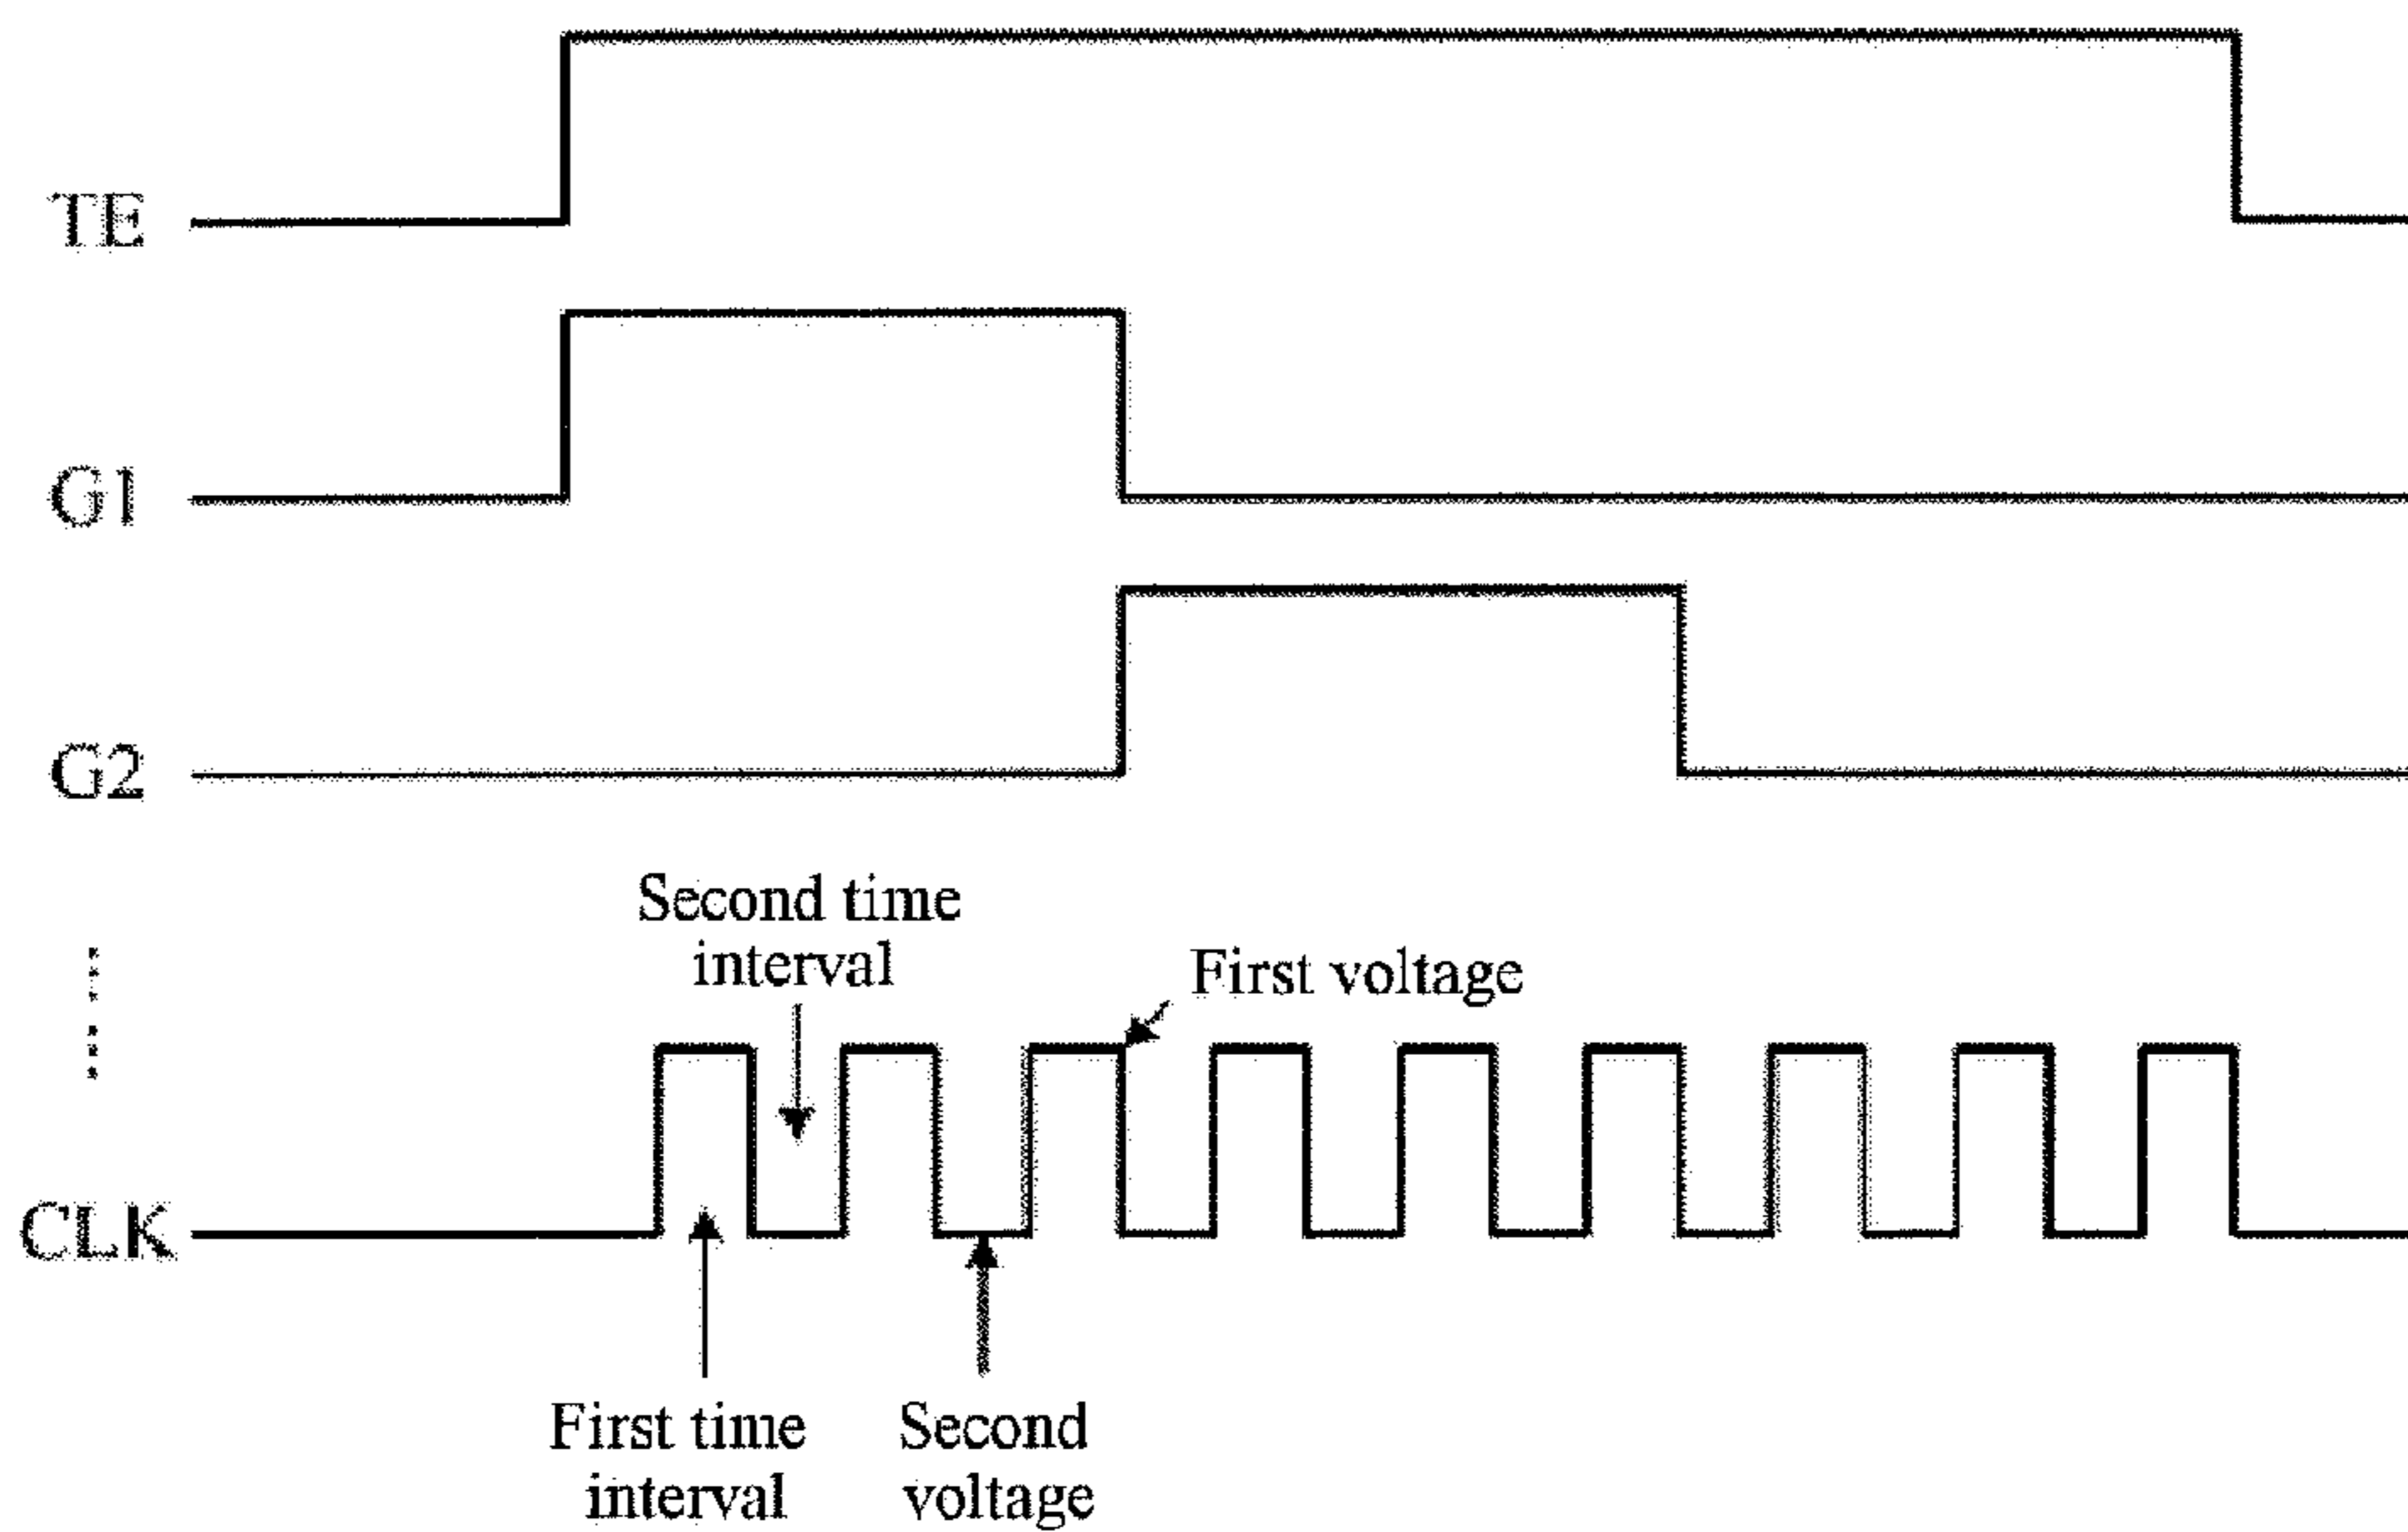 TE
G1
G2
Second time
interval
First voltage
CLK
First time
interval
Second
voltage